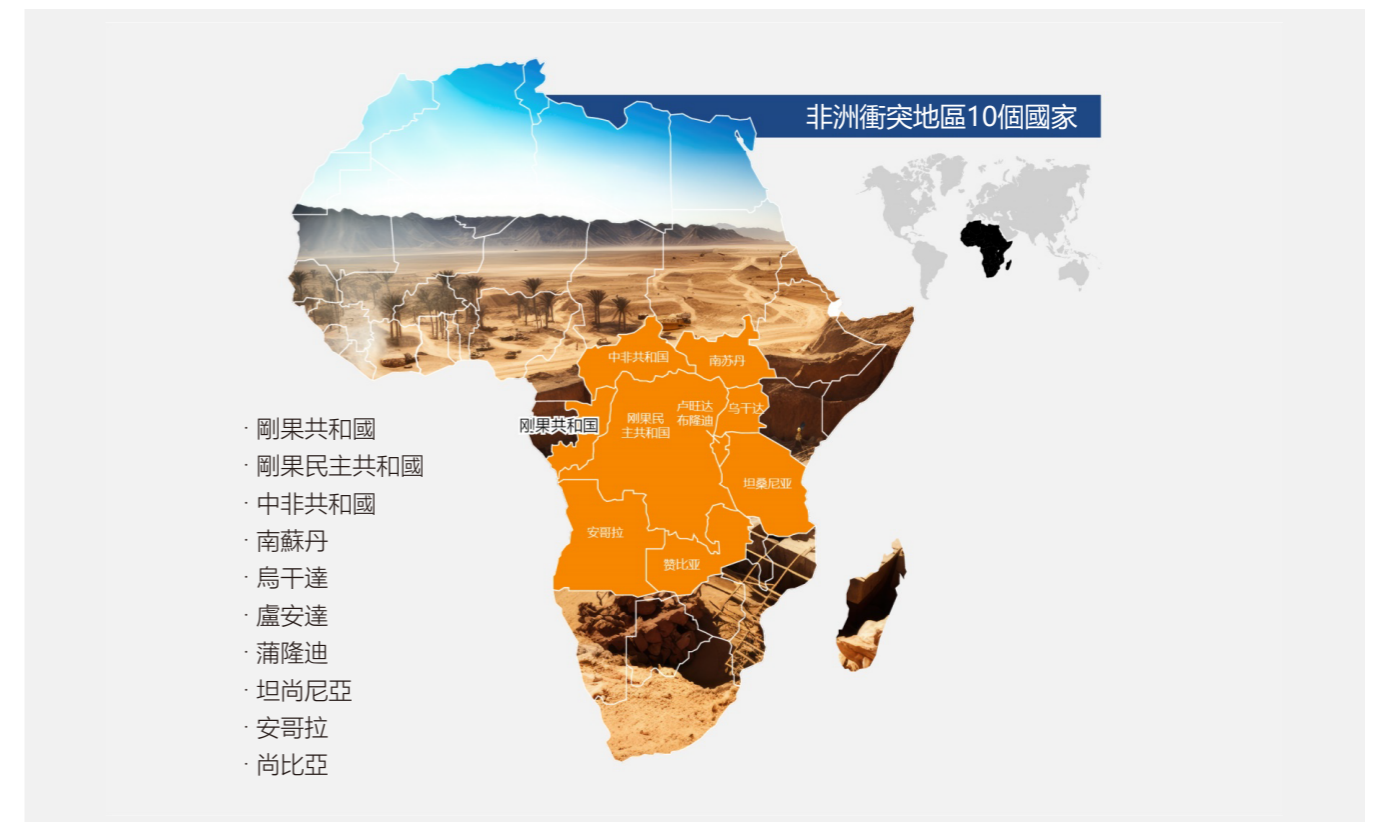 非洲衝突地區10個國家
中非共和国
南苏丹
卢旺达
布隆迪
乌干达
刚果民
主共和国
刚果共和国
坦桑尼亚
安哥拉
赞比亚
· 剛果共和國
· 剛果民主共和國
· 中非共和國
· 南蘇丹
· 烏干達
· 盧安達
· 蒲隆迪
· 坦尚尼亞
· 安哥拉
· 尚比亞